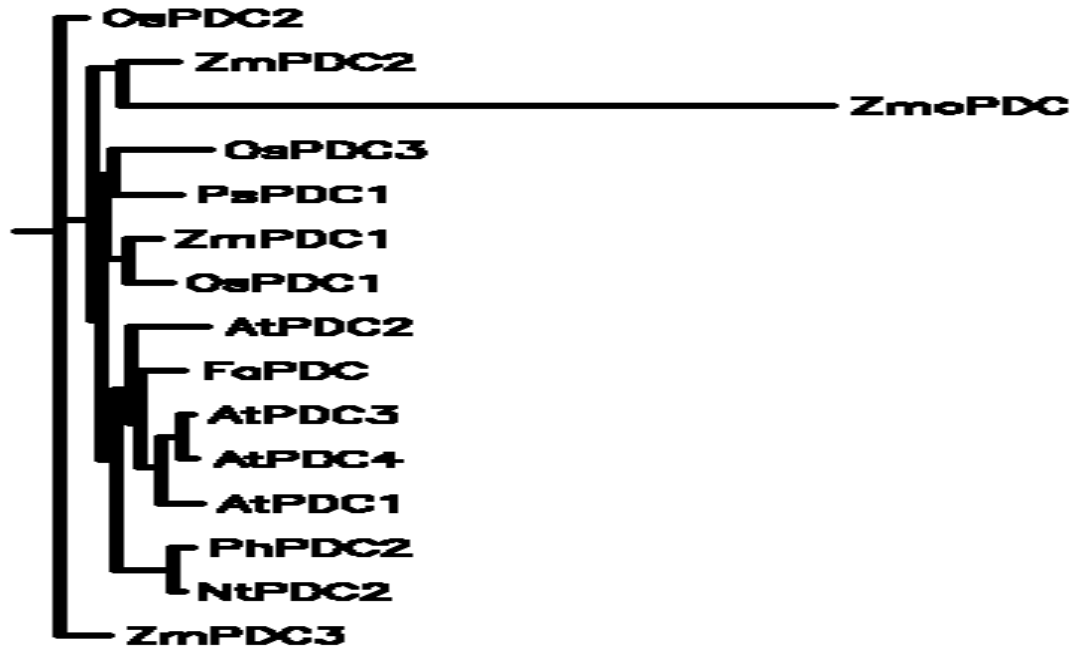 OsPDC2
ZmPDC2
ZmoPDC
OsPDC3
PsPDC1
ZmPDC1
OsPDC1
AtPDC2
FaPDC
AtPDC3
AtPDC4
AtPDC1
PhPDC2
NtPDC2
ZmPDC3